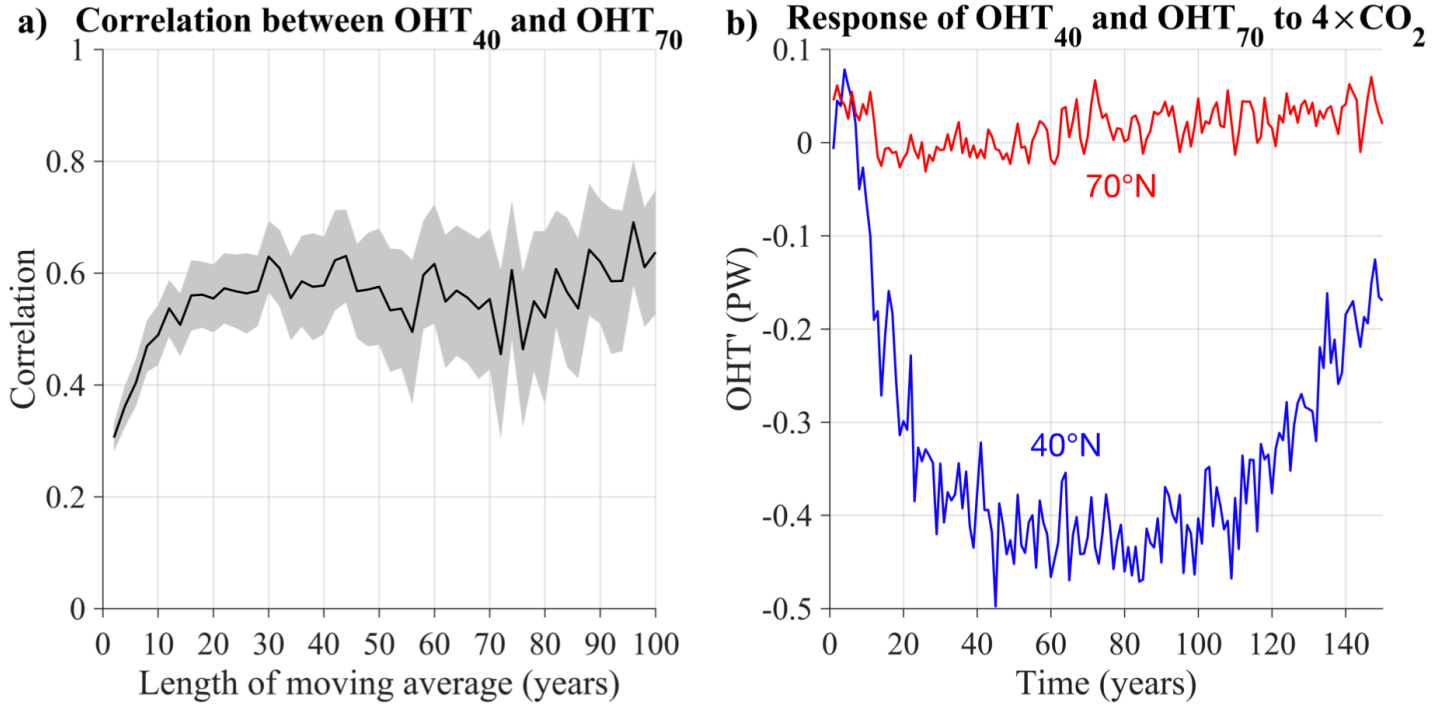 a) Correlation between OHT40 and OHT70
1
0.8
0.6
0.4
0.2
0
Correlation
0 10 20 30 40 50 60 70 80 90 100
Length of moving average (years)
b) Response of OHT40 and OHT70 to 4×CO2
0.1
0
-0.1
-0.2
-0.3
-0.4
-0.5
OHT' (PW)
70°N
40°N
0 20 40 60 80 100 120 140
Time (years)